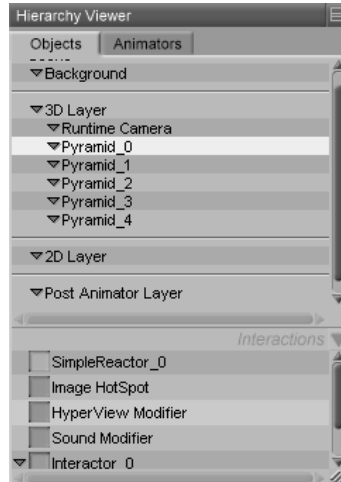 Hierarchy Viewer
Objects
Animators
Background
3D Layer
Runtime Camera
Pyramid_0
Pyramid_1
Pyramid_2
Pyramid_3
Pyramid_4
2D Layer
Post Animator Layer
Interactions
SimpleReactor_0
Image HotSpot
HyperView Modifier
Sound Modifier
Interactor_0